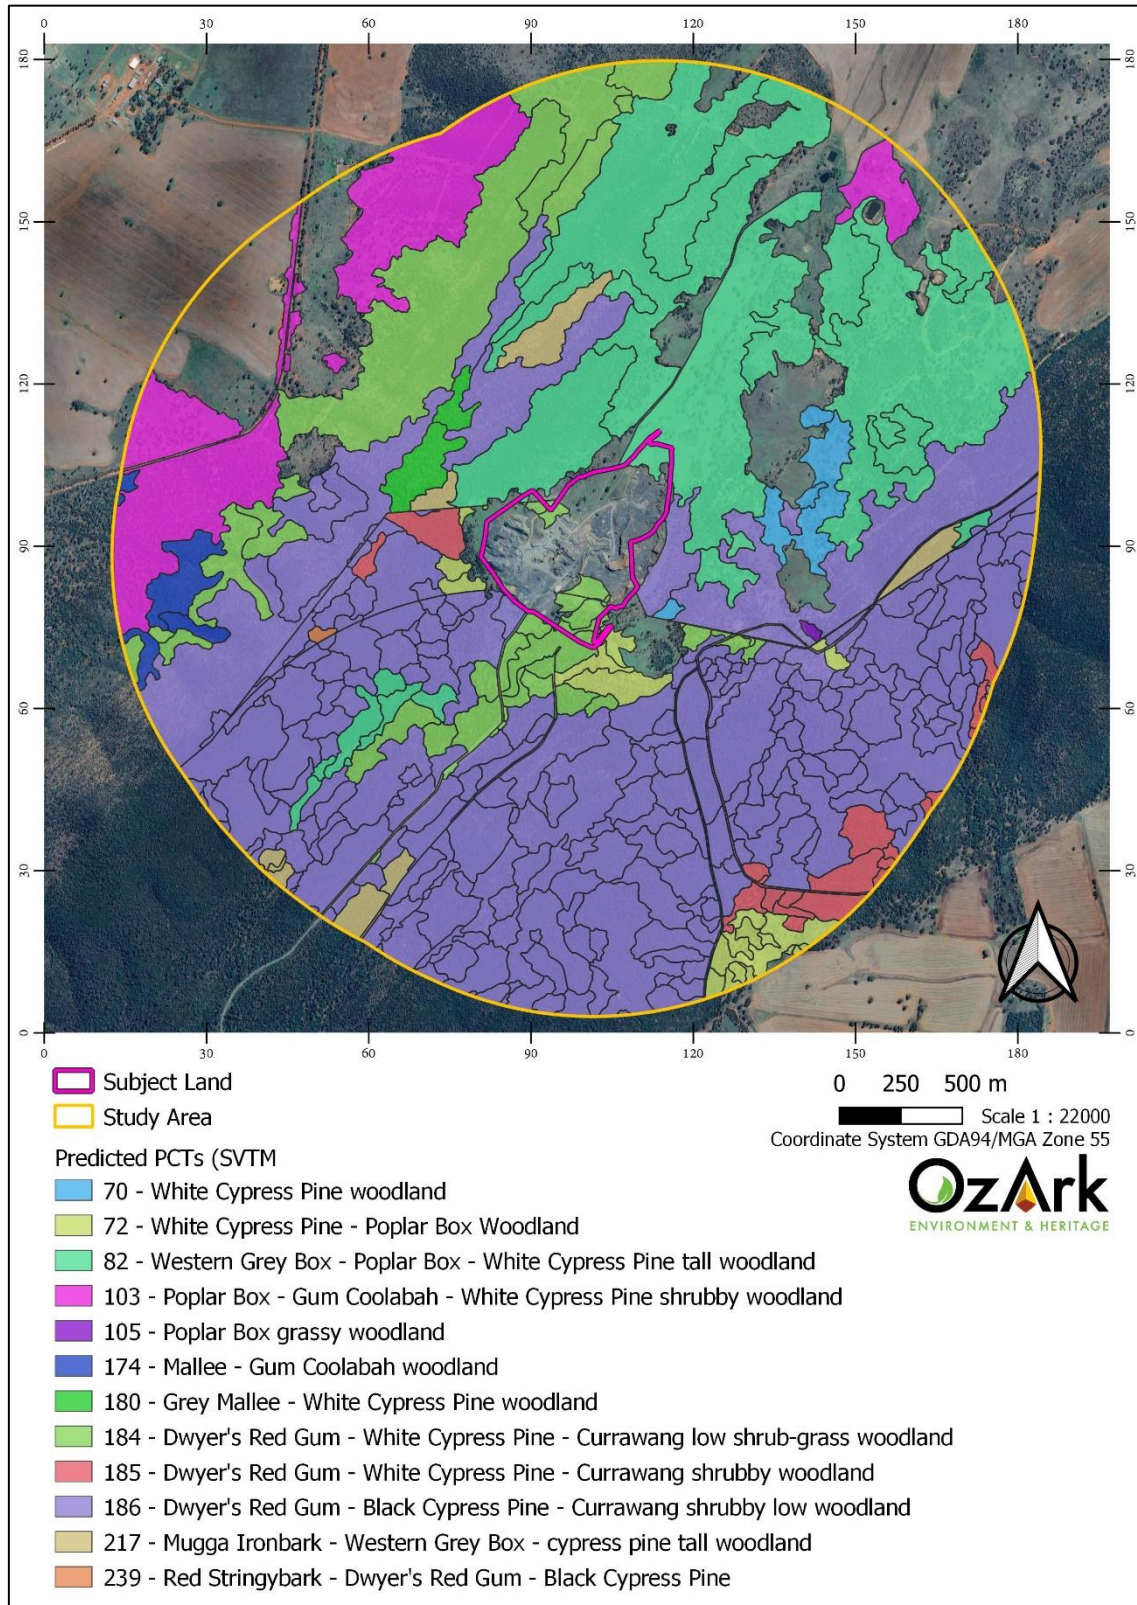 0 30 60 90 120 150 180
180 180
150 150
120 120
90 90
60 60
30 30
0 0
0 30 60 90 120 150 180
Subject Land
Study Area
Predicted PCTs (SVTM
70 - White Cypress Pine woodland
72 - White Cypress Pine - Poplar Box Woodland
82 - Western Grey Box - Poplar Box - White Cypress Pine tall woodland
103 - Poplar Box - Gum Coolabah - White Cypress Pine shrubby woodland
105 - Poplar Box grassy woodland
174 - Mallee - Gum Coolabah woodland
180 - Grey Mallee - White Cypress Pine woodland
184 - Dwyer's Red Gum - White Cypress Pine - Currawang low shrub-grass woodland
185 - Dwyer's Red Gum - White Cypress Pine - Currawang shrubby woodland
186 - Dwyer's Red Gum - Black Cypress Pine - Currawang shrubby low woodland
217 - Mugga Ironbark - Western Grey Box - cypress pine tall woodland
239 - Red Stringybark - Dwyer's Red Gum - Black Cypress Pine
0 250 500 m
Scale 1 : 22000
Coordinate System GDA94/MGA Zone 55
OzArk
ENVIRONMENT & HERITAGE